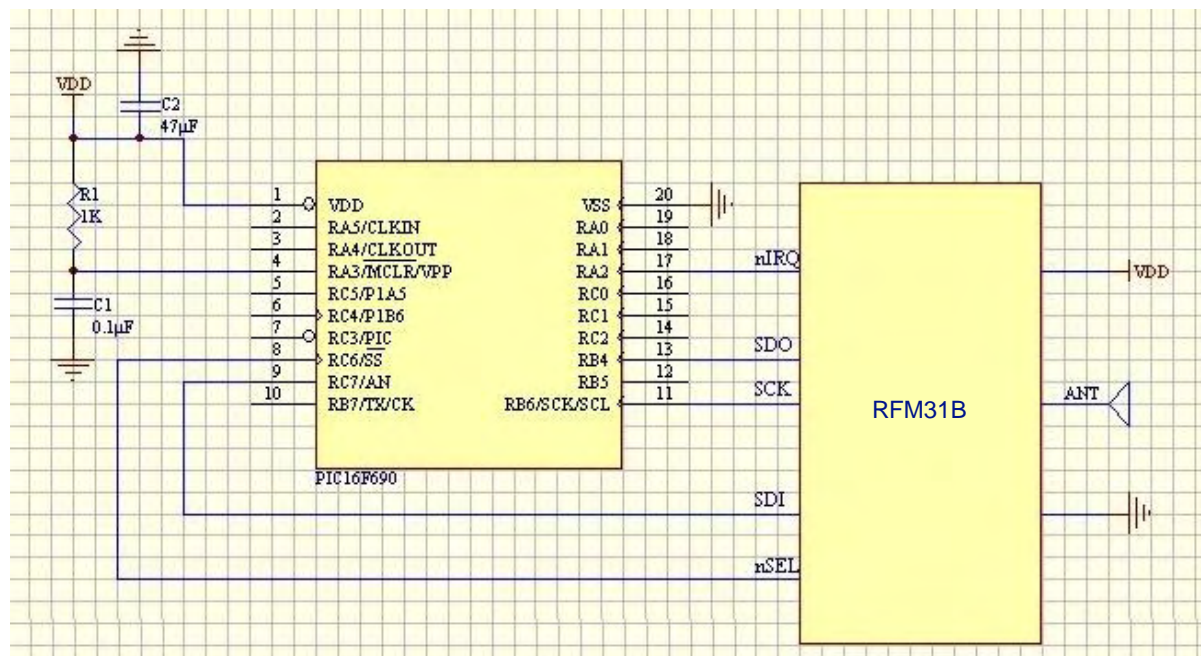 VDD
C2
47µF
R1
1K
C1
0.1µF
1
2
3
4
5
6
7
8
9
10
VDD
RA5/CLKIN
RA4/CLKOUT
RA3/MCLR/VPP
RC5/P1A5
RC4/P1B6
RC3/PIC
RC6/SS
RC7/AN
RB7/TX/CK
VSS
RA0
RA1
RA2
RC0
RC1
RC2
RB4
RB5
RB6/SCK/SCL
20
19
18
17
16
15
14
13
12
11
PIC16F690
nIRQ
SDO
SCK
SDI
nSEL
RFM31B
VDD
ANT